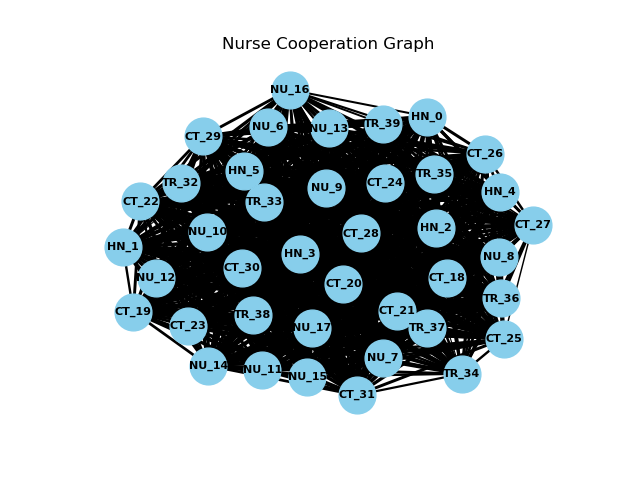 Nurse Cooperation Graph
NU_16
HN_0
TR_39
NU_6
NU_13
CT_29
CT_26
HN_5
TR_35
TR_32
CT_24
NU_9
HN_4
CT_22
TR_33
CT_27
HN_2
NU_10
CT_28
HN_1
HN_3
NU_8
CT_30
NU_12
CT_18
CT_20
TR_36
CT_19
CT_21
TR_38
CT_23
NU_17
TR_37
CT_25
NU_7
NU_14
NU_11
TR_34
NU_15
CT_31